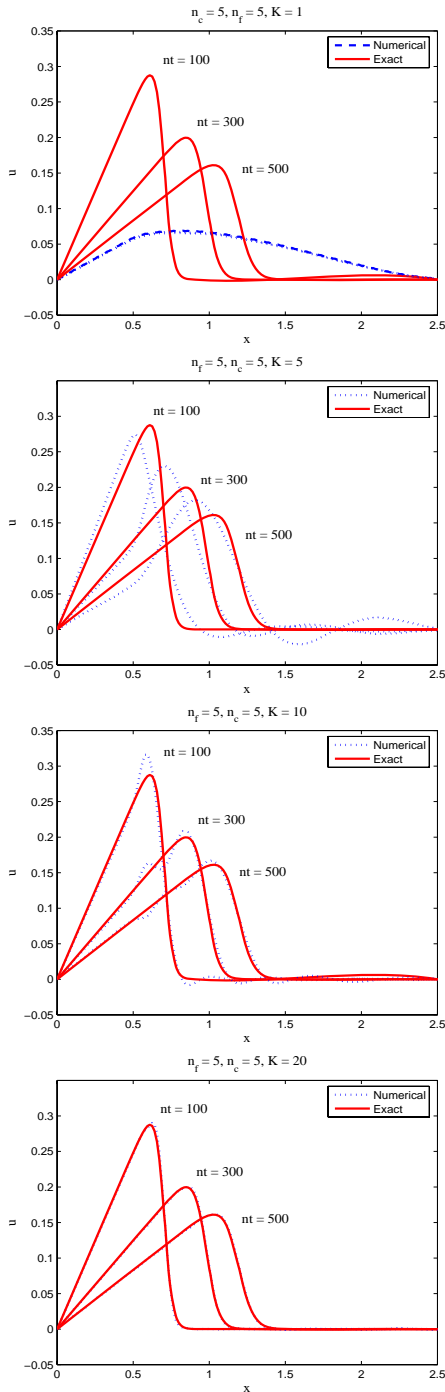 n_c = 5, n_f = 5, K = 1
Numerical
Exact
nt = 100
nt = 300
nt = 500
0.35
0.3
0.25
0.2
0.15
0.1
0.05
0
−0.05
u
0 0.5 1 1.5 2 2.5
x
n_f = 5, n_c = 5, K = 5
Numerical
Exact
nt = 100
nt = 300
nt = 500
0.3
0.25
0.2
0.15
0.1
0.05
0
−0.05
u
0 0.5 1 1.5 2 2.5
x
n_f = 5, n_c = 5, K = 10
Numerical
Exact
nt = 100
nt = 300
nt = 500
0.35
0.3
0.25
0.2
0.15
0.1
0.05
0
−0.05
u
0 0.5 1 1.5 2 2.5
x
n_f = 5, n_c = 5, K = 20
Numerical
Exact
nt = 100
nt = 300
nt = 500
0.3
0.25
0.2
0.15
0.1
0.05
0
−0.05
u
0 0.5 1 1.5 2 2.5
x